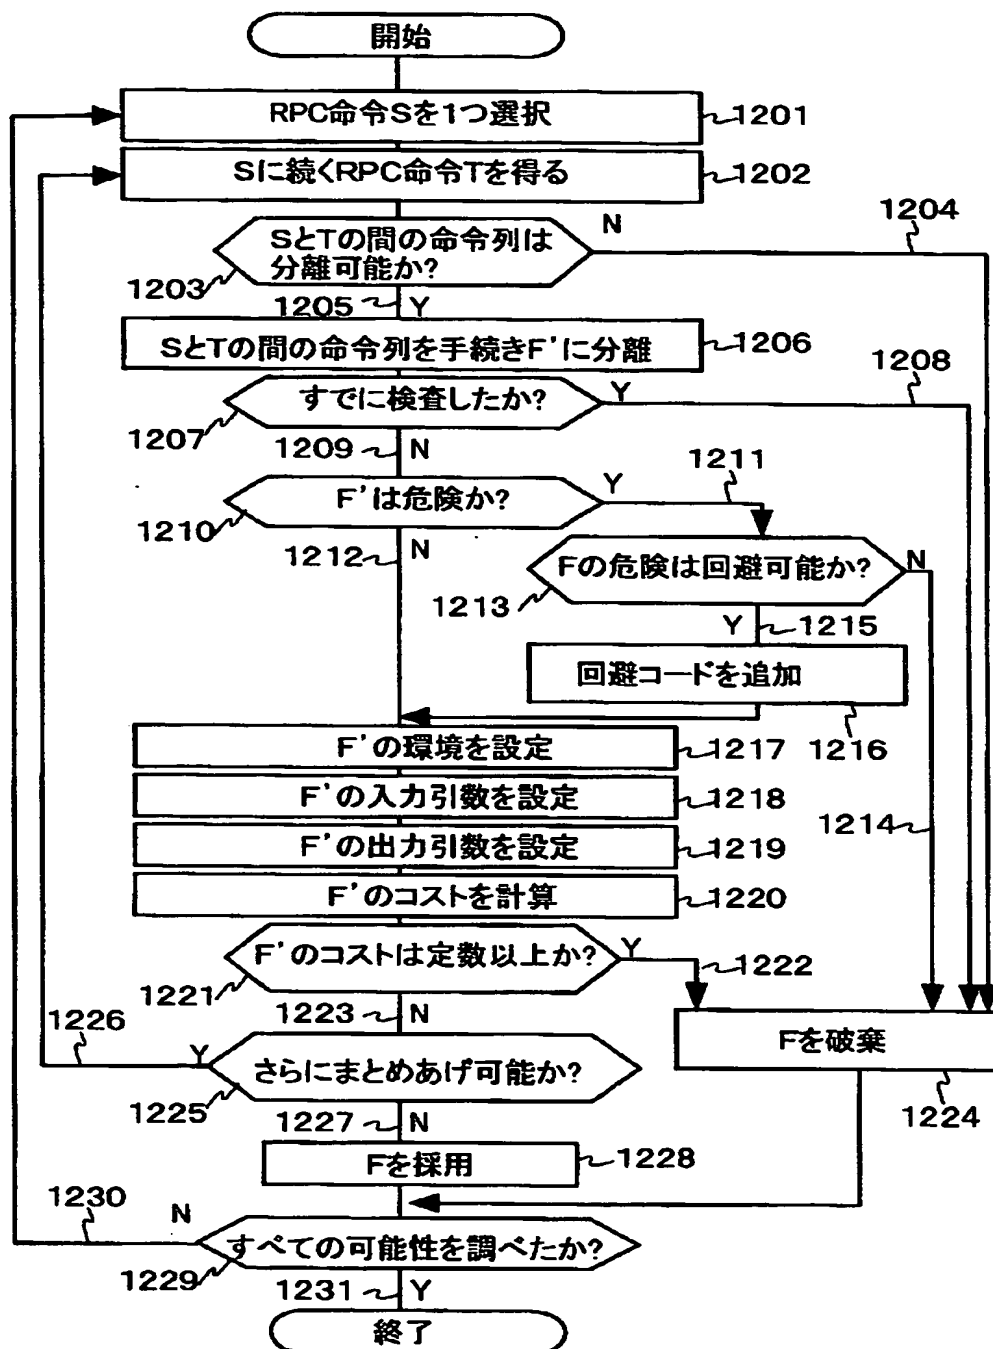 開始
RPC命令Sを1つ選択
1201
Sに続くRPC命令Tを得る
1202
SとTの間の命令列は
分離可能か?
N
1204
1203
1205
Y
SとTの間の命令列を手続きF'に分離
1206
すでに検査したか?
Y
1208
1207
1209
N
F'は危険か?
Y
1211
1210
1212
N
Fの危険は回避可能か?
N
1213
Y
1215
回避コードを追加
1216
F'の環境を設定
1217
F'の入力引数を設定
1218
1214
F'の出力引数を設定
1219
F'のコストを計算
1220
F'のコストは定数以上か?
Y
1222
1221
1223
N
Fを破棄
1224
1226
Y
さらにまとめあげ可能か?
1225
1227
N
Fを採用
1228
1230
N
すべての可能性を調べたか?
1229
1231
Y
終了